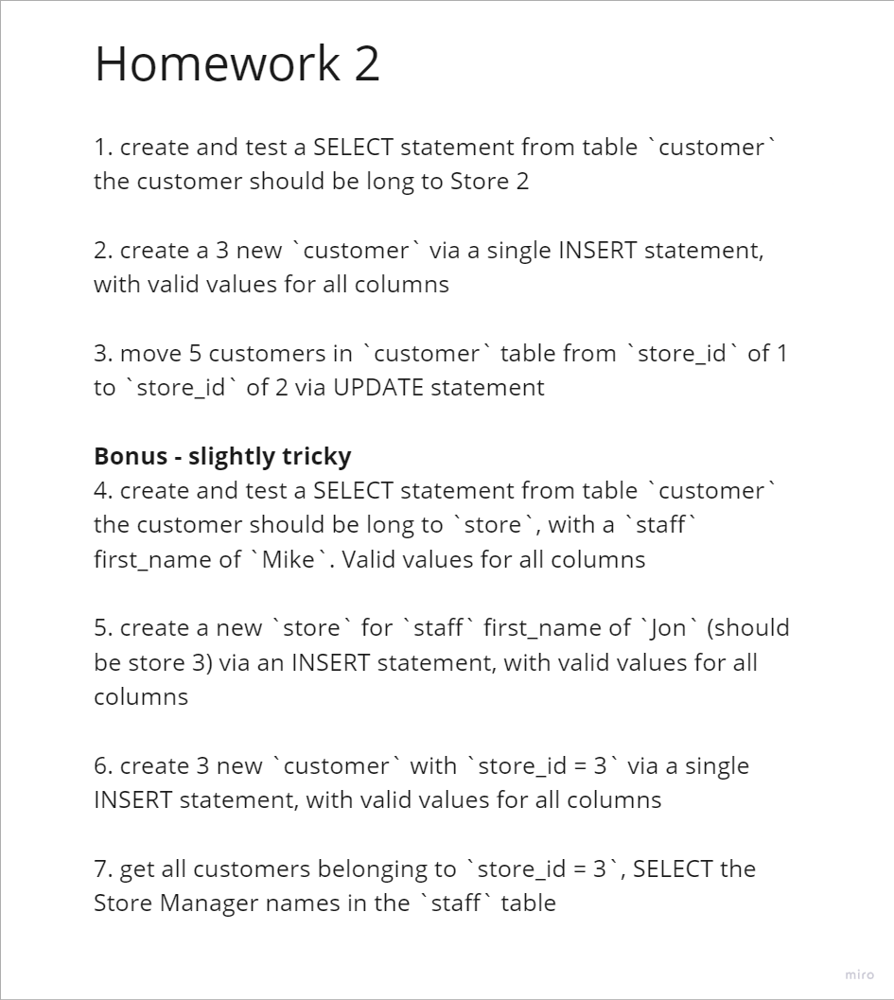 Homework 2
1. create and test a SELECT statement from table `customer`
the customer should be long to Store 2
2. create a 3 new `customer` via a single INSERT statement,
with valid values for all columns
3. move 5 customers in `customer` table from `store_id` of 1
to `store_id` of 2 via UPDATE statement
Bonus - slightly tricky
4. create and test a SELECT statement from table `customer`
the customer should be long to `store`, with a `staff`
first_name of `Mike`. Valid values for all columns
5. create a new `store` for `staff` first_name of `Jon` (should
be store 3) via an INSERT statement, with valid values for all
columns
6. create 3 new `customer` with `store_id = 3` via a single
INSERT statement, with valid values for all columns
7. get all customers belonging to `store_id = 3`, SELECT the
Store Manager names in the `staff` table
miro